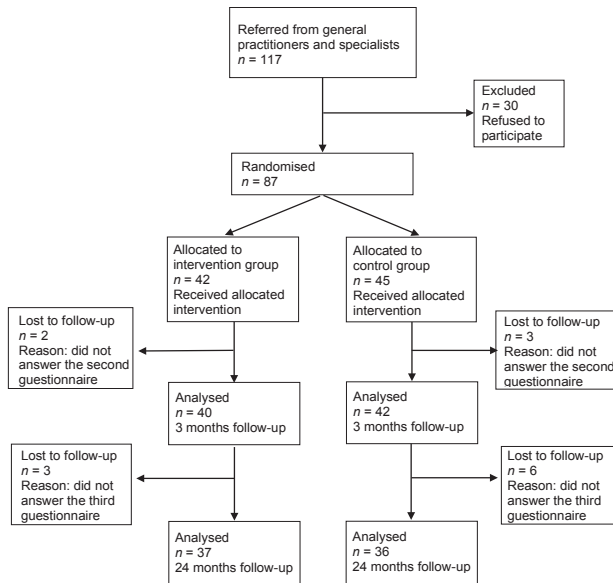 Referred from general
practitioners and specialists
n = 117
Excluded
n = 30
Refused to
participate
Randomised
n = 87
Allocated to
intervention group
n = 42
Received allocated
intervention
Allocated to
control group
n = 45
Received allocated
intervention
Lost to follow-up
n = 2
Reason: did not
answer the second
questionnaire
Lost to follow-up
n = 3
Reason: did not
answer the second
questionnaire
Analysed
n = 40
3 months follow-up
Analysed
n = 42
3 months follow-up
Lost to follow-up
n = 3
Reason: did not
answer the third
questionnaire
Lost to follow-up
n = 6
Reason: did not
answer the third
questionnaire
Analysed
n = 37
24 months follow-up
Analysed
n = 36
24 months follow-up